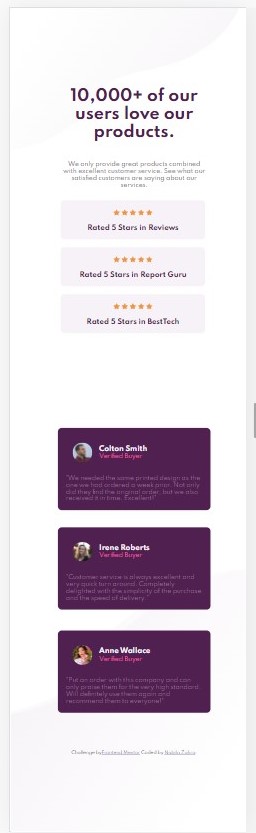 10,000+ of our
users love our
products.
We only provide great products combined
with excellent customer service. See what our
satisfied customers are saying about our
services.
Rated 5 Stars in Reviews
Rated 5 Stars in Report Guru
Rated 5 Stars in BestTech
Colton Smith
Verified Buyer
"We needed the same printed design as the
one we had ordered a week prior. Not only
did they find the original order, but we also
received it in time. Excellent!"
Irene Roberts
Verified Buyer
"Customer service is always excellent and
very quick turn around. Completely
delighted with the simplicity of the purchase
and the speed of delivery."
Anne Wallace
Verified Buyer
"Put an order with this company and can
only praise them for the very high standard.
Will definitely use them again and
recommend them to everyone!"
Challenge by Frontend Mentor. Coded by